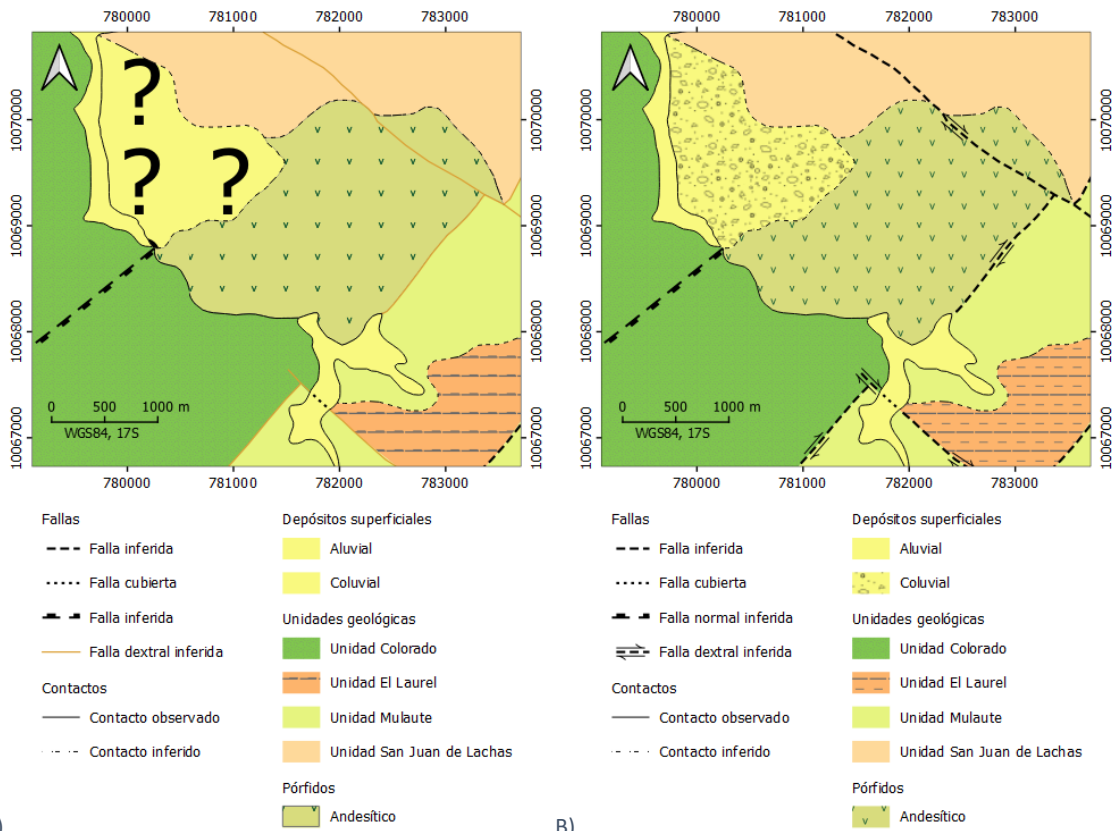 780000 781000 782000 783000
10070000
10069000
10068000
10067000
? ? ?
0 500 1000 m
WGS84, 17S
780000 781000 782000 783000
Fallas
Falla inferida
Falla cubierta
Falla inferida
Falla dextral inferida
Contactos
Contacto observado
Contacto inferido
Depósitos superficiales
Aluvial
Coluvial
Unidades geológicas
Unidad Colorado
Unidad El Laurel
Unidad Mulaute
Unidad San Juan de Lachas
Pórfidos
Andesítico
)
780000 781000 782000 783000
10070000 10070000
10069000 10069000
10068000 10068000
10067000 10067000
0 500 1000 m
WGS84, 17S
780000 781000 782000 783000
Fallas
Falla inferida
Falla cubierta
Falla normal inferida
Falla dextral inferida
Contactos
Contacto observado
Contacto inferido
Depósitos superficiales
Aluvial
Coluvial
Unidades geológicas
Unidad Colorado
Unidad El Laurel
Unidad Mulaute
Unidad San Juan de Lachas
Pórfidos
Andesítico
B)